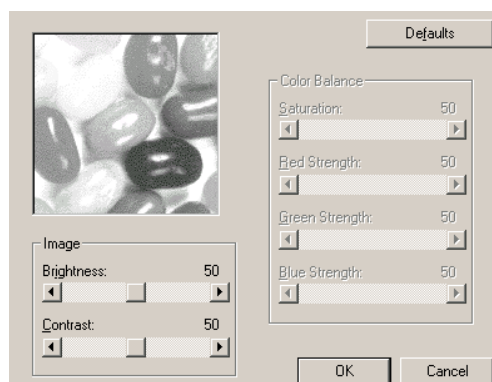 Defaults
Color Balance
Saturation: 50
Red Strength: 50
Green Strength: 50
Blue Strength: 50
Image
Brightness: 50
Contrast: 50
OK Cancel